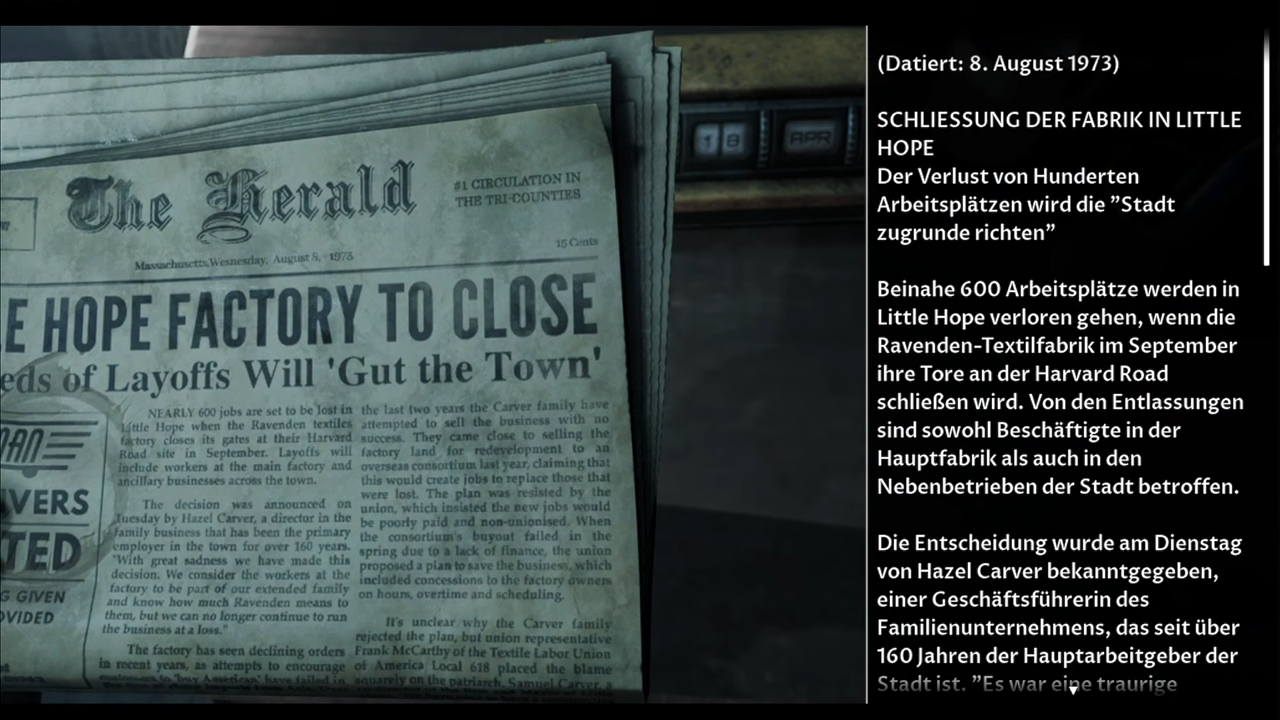 The Herald
#1 CIRCULATION IN
THE TRI-COUNTIES
15 Cents
Massachusetts, Wesnesday, August 8, 1973
E HOPE FACTORY TO CLOSE
eds of Layoffs Will 'Gut the Town'
AVERS
TED
G GIVEN
OVIDED
NEARLY 600 jobs are set to be lost in
Little Hope when the Ravenden textiles
factory closes its gates at their Harvard
Road site in September. Layoffs will
include workers at the main factory and
ancillary businesses across the town.
The decision was announced on
Tuesday by Hazel Carver, a director in the
family business that has been the primary
employer in the town for over 160 years.
"With great sadness we have made this
decision. We consider the workers at the
factory to be part of our extended family
and know how much Ravenden means to
them, but we can no longer continue to run
the business at a loss."
The factory has seen declining orders
in recent years, as attempts to encourage
businesses to 'buy American' have failed in
the last two years the Carver family have
attempted to sell the business with no
success. They came close to selling the
factory land for redevelopment to an
overseas consortium last year, claiming that
this would create jobs to replace those that
were lost. The plan was resisted by the
union, which insisted the new jobs would
be poorly paid and non-unionised. When
the consortium's buyout failed in the
spring due to a lack of finance, the union
proposed a plan to save the business, which
included concessions to the factory owners
on hours, overtime and scheduling.
It's unclear why the Carver family
rejected the plan, but union representative
Frank McCarthy of the Textile Labor Union
of America Local 618 placed the blame
squarely on the patriarch, Samuel Carver, a
18 APR
(Datiert: 8. August 1973)
SCHLIESSUNG DER FABRIK IN LITTLE
HOPE
Der Verlust von Hunderten
Arbeitsplätzen wird die "Stadt
zugrunde richten"
Beinahe 600 Arbeitsplätze werden in
Little Hope verloren gehen, wenn die
Ravenden-Textilfabrik im September
ihre Tore an der Harvard Road
schließen wird. Von den Entlassungen
sind sowohl Beschäftigte in der
Hauptfabrik als auch in den
Nebenbetrieben der Stadt betroffen.
Die Entscheidung wurde am Dienstag
von Hazel Carver bekanntgegeben,
einer Geschäftsführerin des
Familienunternehmens, das seit über
160 Jahren der Hauptarbeitgeber der
Stadt ist. "Es war eine traurige